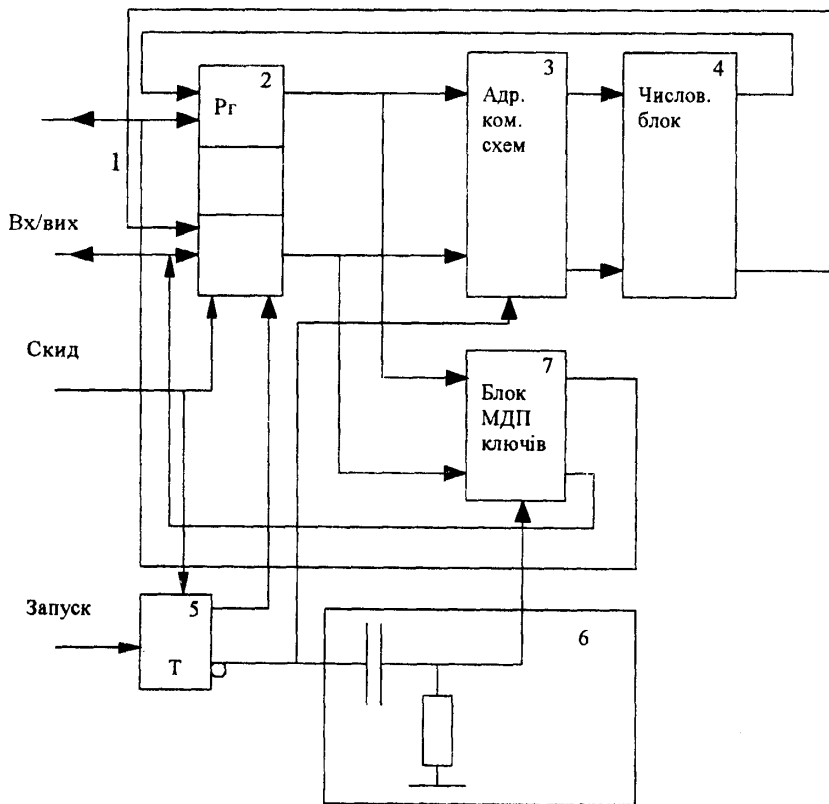 2
Рг
3
Адр.
ком.
схем
4
Числов.
блок
1
Вх/вих
Скид
7
Блок
МДП
ключів
Запуск
5
Т
6